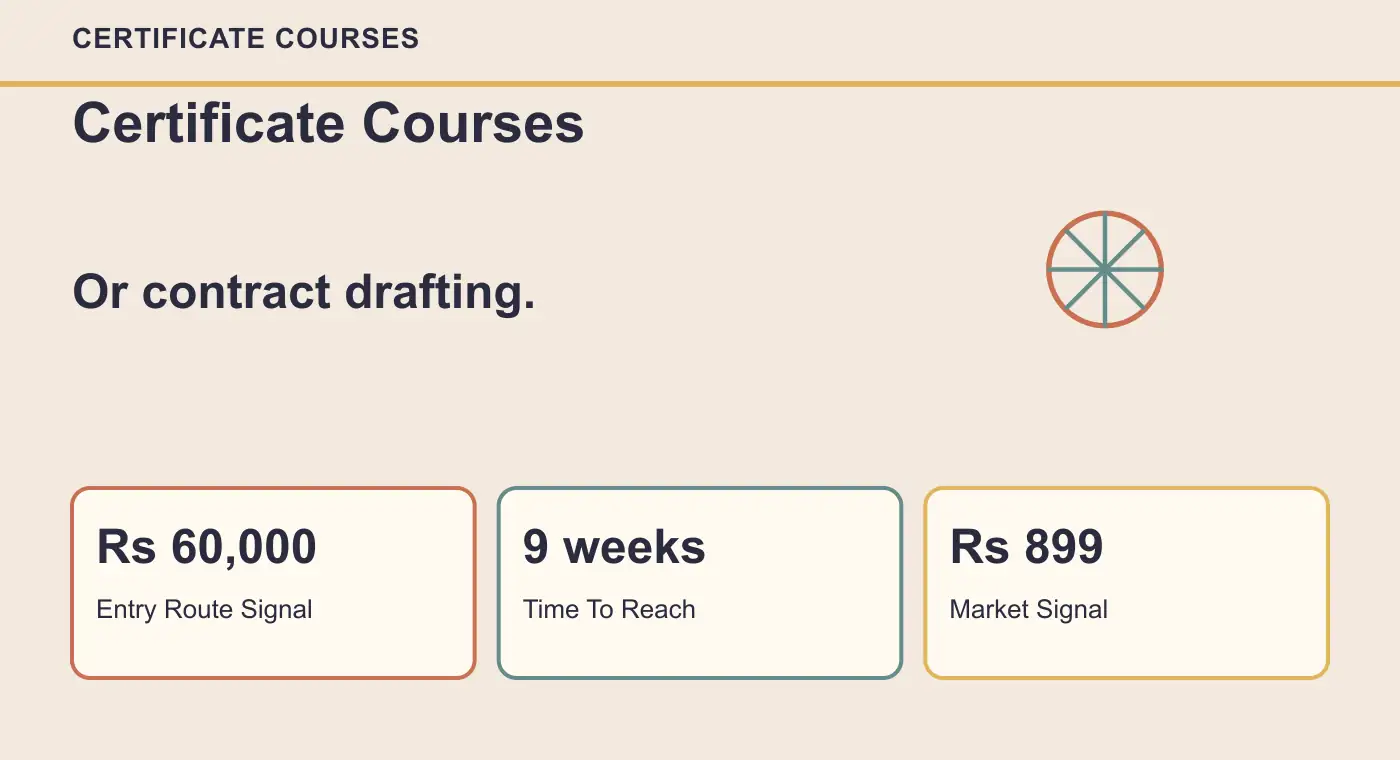 CERTIFICATE COURSES
Certificate Courses
Or contract drafting.
Rs 60,000
Entry Route Signal
9 weeks
Time To Reach
Rs 899
Market Signal